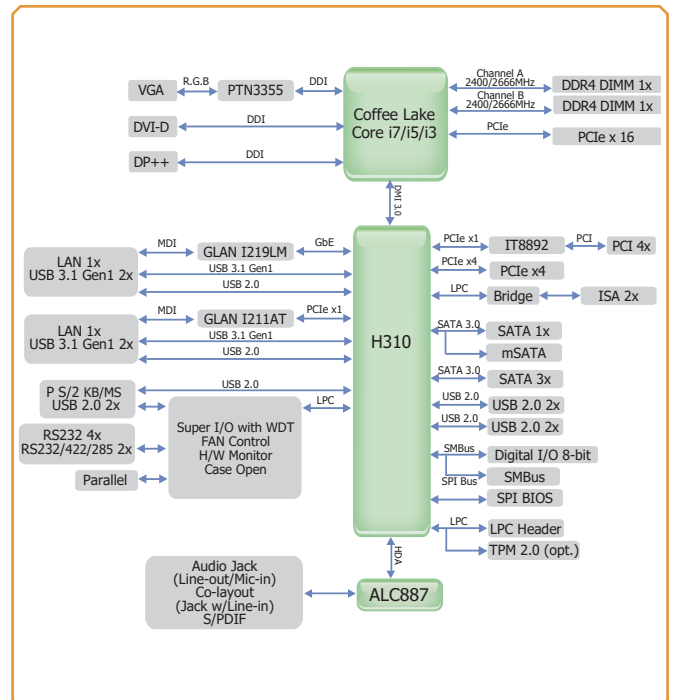 VGA
R.G.B
PTN3355
DDI
DVI-D
DDI
DP++
DDI
Coffee Lake
Core i7/i5/i3
Channel A
2400/2666MHz
DDR4 DIMM 1x
Channel B
2400/2666MHz
DDR4 DIMM 1x
PCIe
PCIe x 16
DMI 3.0
LAN 1x
USB 3.1 Gen1 2x
MDI
GLAN I219LM
GbE
USB 3.1 Gen1
USB 2.0
LAN 1x
USB 3.1 Gen1 2x
MDI
GLAN I211AT
PCIe x1
USB 3.1 Gen1
USB 2.0
P S/2 KB/MS
USB 2.0 2x
USB 2.0
LPC
Super I/O with WDT
FAN Control
H/W Monitor
Case Open
RS232 4x
RS232/422/285 2x
Parallel
H310
PCIe x1
IT8892
PCI
PCI 4x
PCIe x4
PCIe x4
LPC
Bridge
ISA 2x
SATA 3.0
SATA 1x
mSATA
SATA 3.0
SATA 3x
USB 2.0
USB 2.0 2x
USB 2.0
USB 2.0 2x
SMBus
Digital I/O 8-bit
SMBus
SPI Bus
SPI BIOS
LPC
LPC Header
TPM 2.0 (opt.)
HDA
Audio Jack
(Line-out/Mic-in)
Co-layout
(Jack w/Line-in)
S/PDIF
ALC887